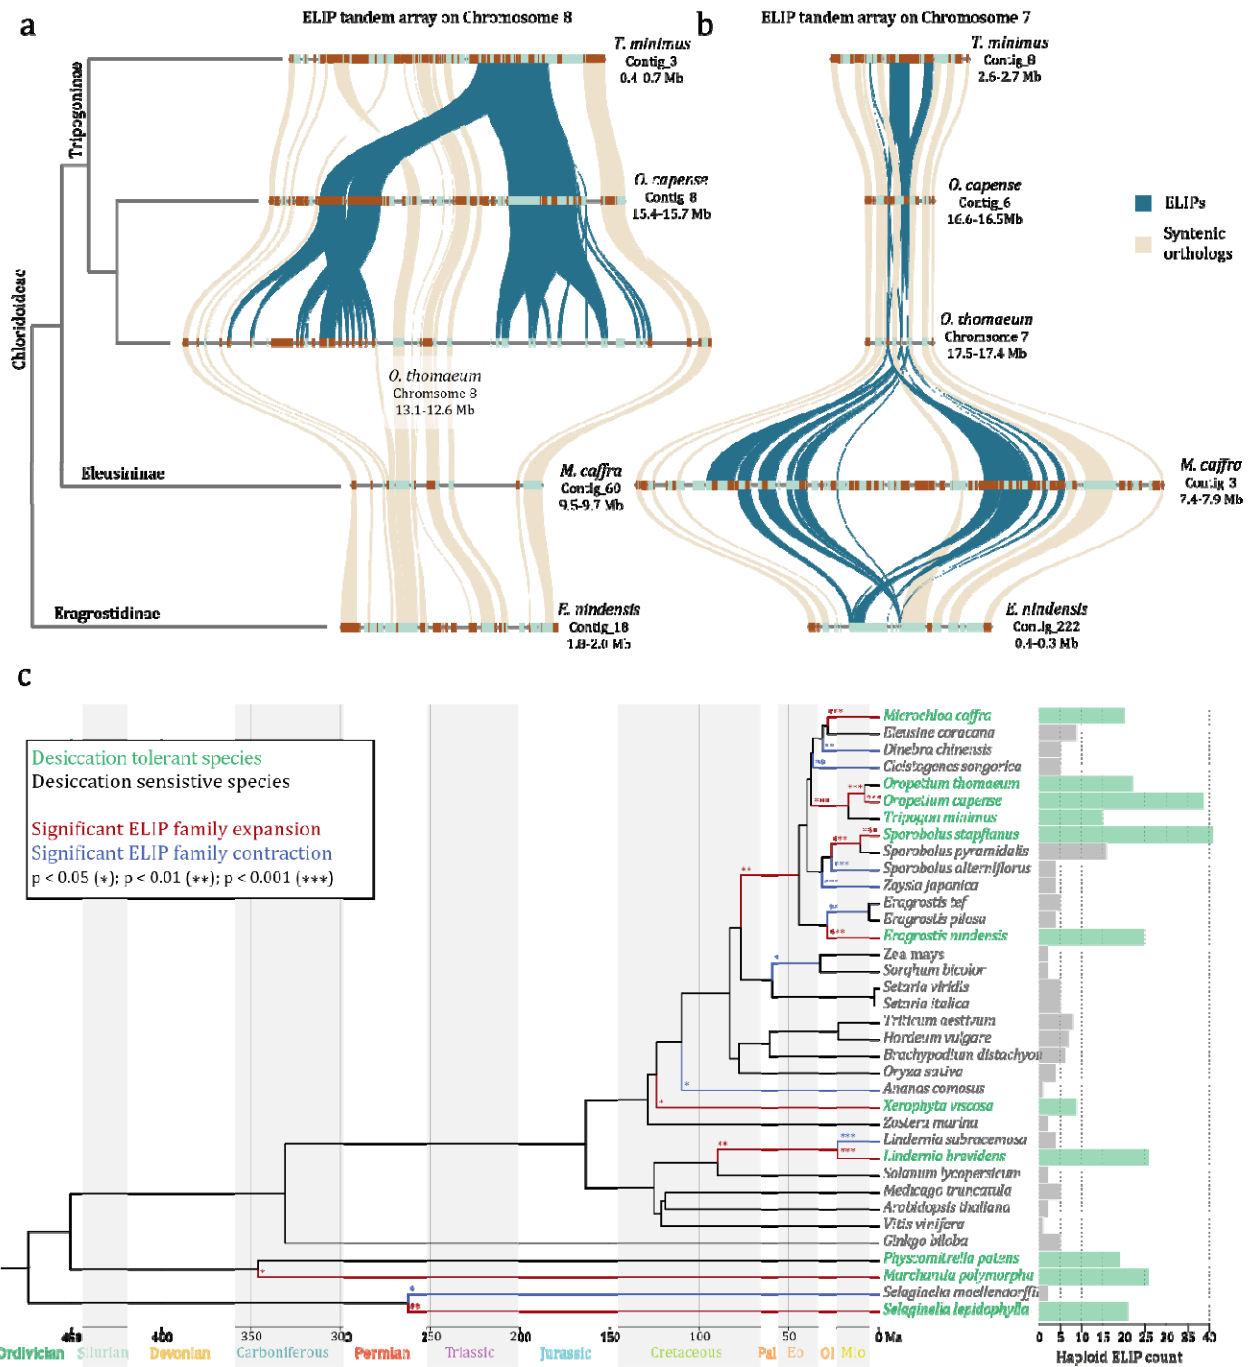 a
ELIP tandem array on Chromosome 8
b
ELIP tandem array on Chromosome 7
T. minimus
Contig_3
0.4-0.7 Mb
T. minimus
Contig_8
2.6-2.7 Mb
Tripogoninae
O. capense
Contig_8
15.4-15.7 Mb
O. capense
Contig_6
16.6-16.5Mb
ELIPs
Syntenic
orthologs
Chloridoideae
O. thomaeum
Chromsome 7
17.5-17.4 Mb
O. thomaeum
Chromsome 8
13.1-12.6 Mb
Eleusininae
M. caffra
Contig_60
9.5-9.7 Mb
M. caffra
Contig_3
7.4-7.9 Mb
Eragrostidinae
E. nindensis
Contig_18
1.8-2.0 Mb
E. nindensis
Contig_222
0.4-0.3 Mb
c
Desiccation tolerant species
Desiccation sensistive species
Significant ELIP family expansion
Significant ELIP family contraction
p < 0.05 (*); p < 0.01 (**); p < 0.001 (***)
Microchloa caffra
Eleusine coracana
Dinebra chinensis
Cleistogenes songorica
Oropetium thomaeum
Oropetium capense
Tripogon minimus
Sporobolus stapfianus
Sporobolus pyramidalis
Sporobolus alterniflorus
Zoysia japonica
Eragrostis tef
Eragrostis pilosa
Eragrostis nindensis
Zea mays
Sorghum bicolor
Setaria viridis
Setaria italica
Triticum aestivum
Hordeum vulgare
Brachypodium distachyon
Oryza sativa
Ananas comosus
Xerophyta viscosa
Zostera marina
Lindernia subracemosa
Lindernia brevidens
Solanum lycopersicum
Medicago truncatula
Arabidopsis thaliana
Vitis vinifera
Ginkgo biloba
Physcomitrella patens
Marchantia polymorpha
Selaginella moellendorffii
Selaginella lepidophylla
400 350 300 250 200 150 100 50 0 Ma
0 5 10 15 20 25 30 35 40
Ordivician Silurian Devonian Carboniferous Permian Triassic Jurassic Cretaceous Pal Eo Ol Mio
Haploid ELIP count